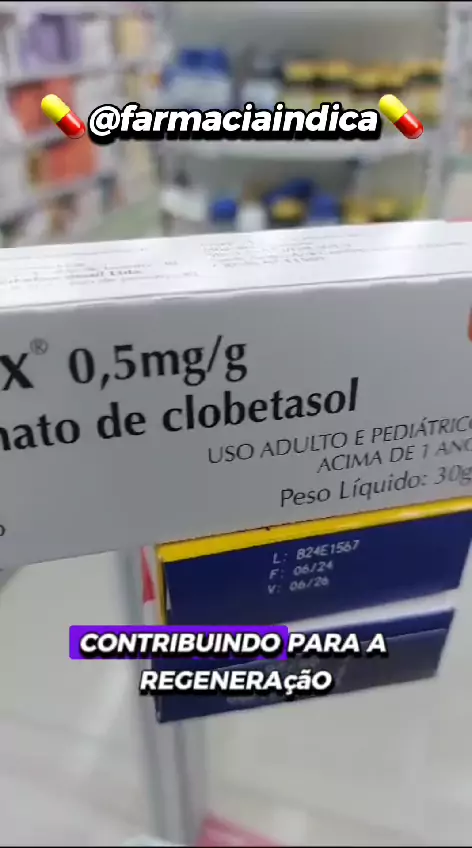 @farmaciaindica
X® 0,5mg/g
nato de clobetasol
USO ADULTO E PEDIÁTRICO
ACIMA DE 1 ANO
Peso Líquido: 30g
L: B24E1567
F: 06/24
V: 06/26
CONTRIBUINDO PARA A
REGENERAçãO